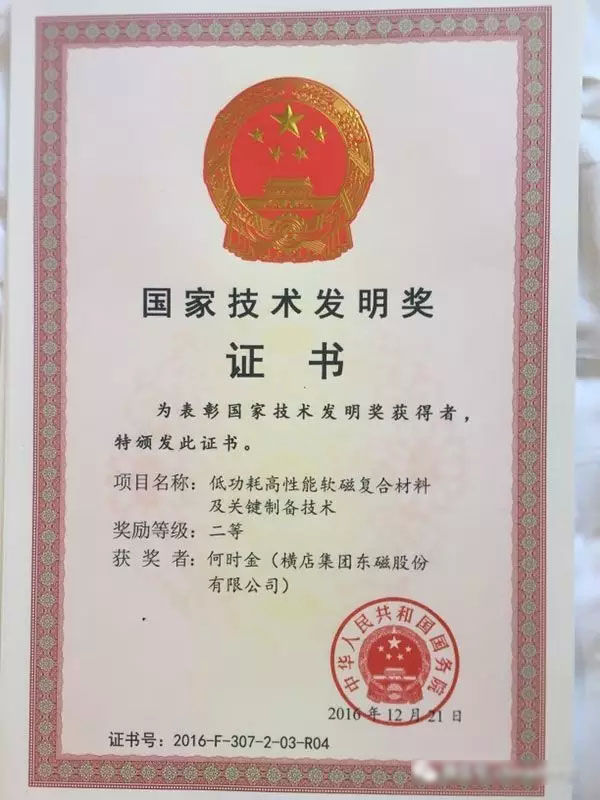 国家技术发明奖
证书
为表彰国家技术发明奖获得者，
特颁发此证书。
项目名称：低功耗高性能软磁复合材料
及关键制备技术
奖励等级：二等
获奖者：何时金（横店集团东磁股份
有限公司）
中华人民共和国国务院
2016年12月21日
证书号：2016-F-307-2-03-R04